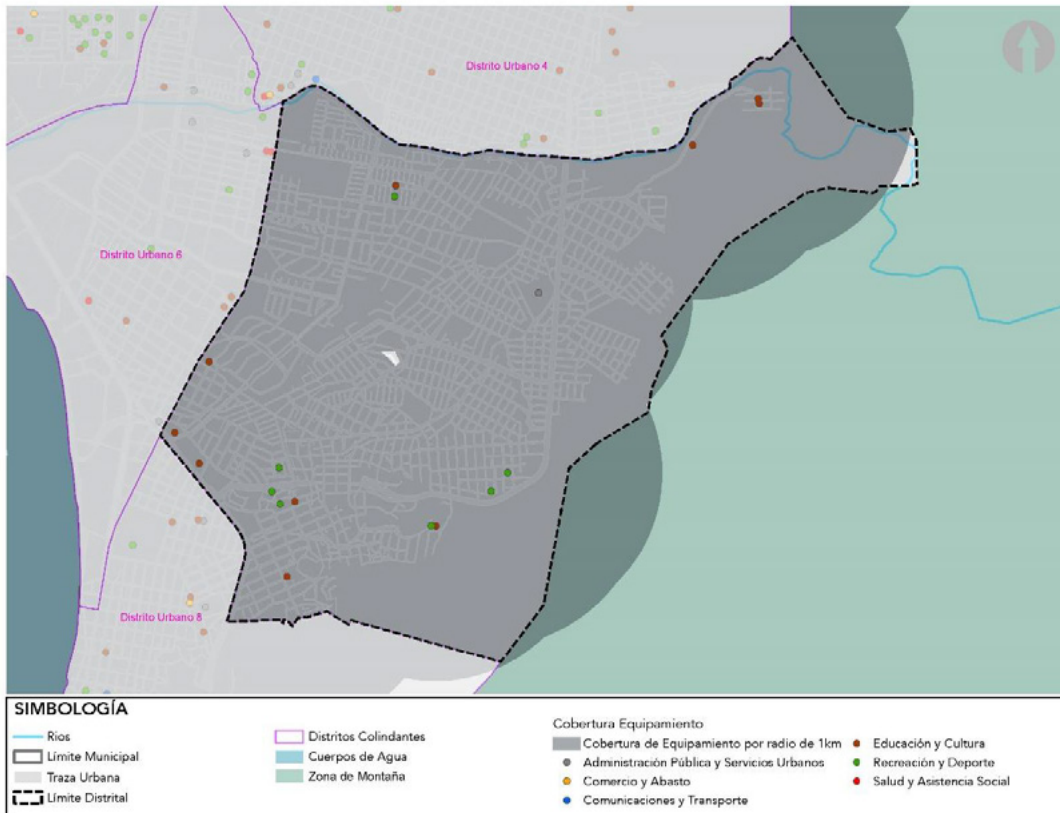 Distrito Urbano 4
Distrito Urbano 6
Distrito Urbano 8
SIMBOLOGÍA
Rios
Límite Municipal
Traza Urbana
Límite Distrital
Distritos Colindantes
Cuerpos de Agua
Zona de Montaña
Cobertura Equipamiento
Cobertura de Equipamiento por radio de 1km
Administración Pública y Servicios Urbanos
Comercio y Abasto
Comunicaciones y Transporte
Educación y Cultura
Recreación y Deporte
Salud y Asistencia Social